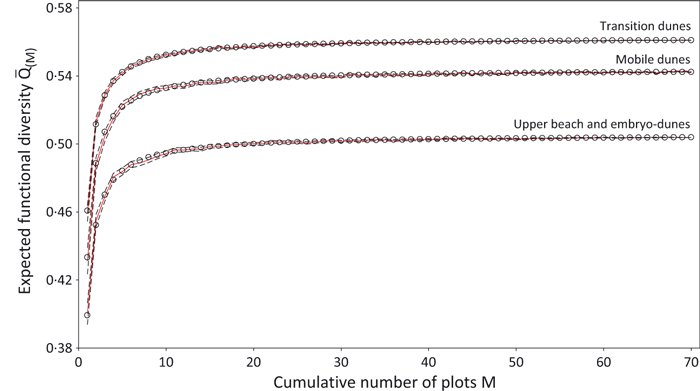 0·58
0·54
0·50
0·46
0·42
0·38
Expected functional diversity Q̄(M)
Transition dunes
Mobile dunes
Upper beach and embryo-dunes
0 10 20 30 40 50 60 70
Cumulative number of plots M